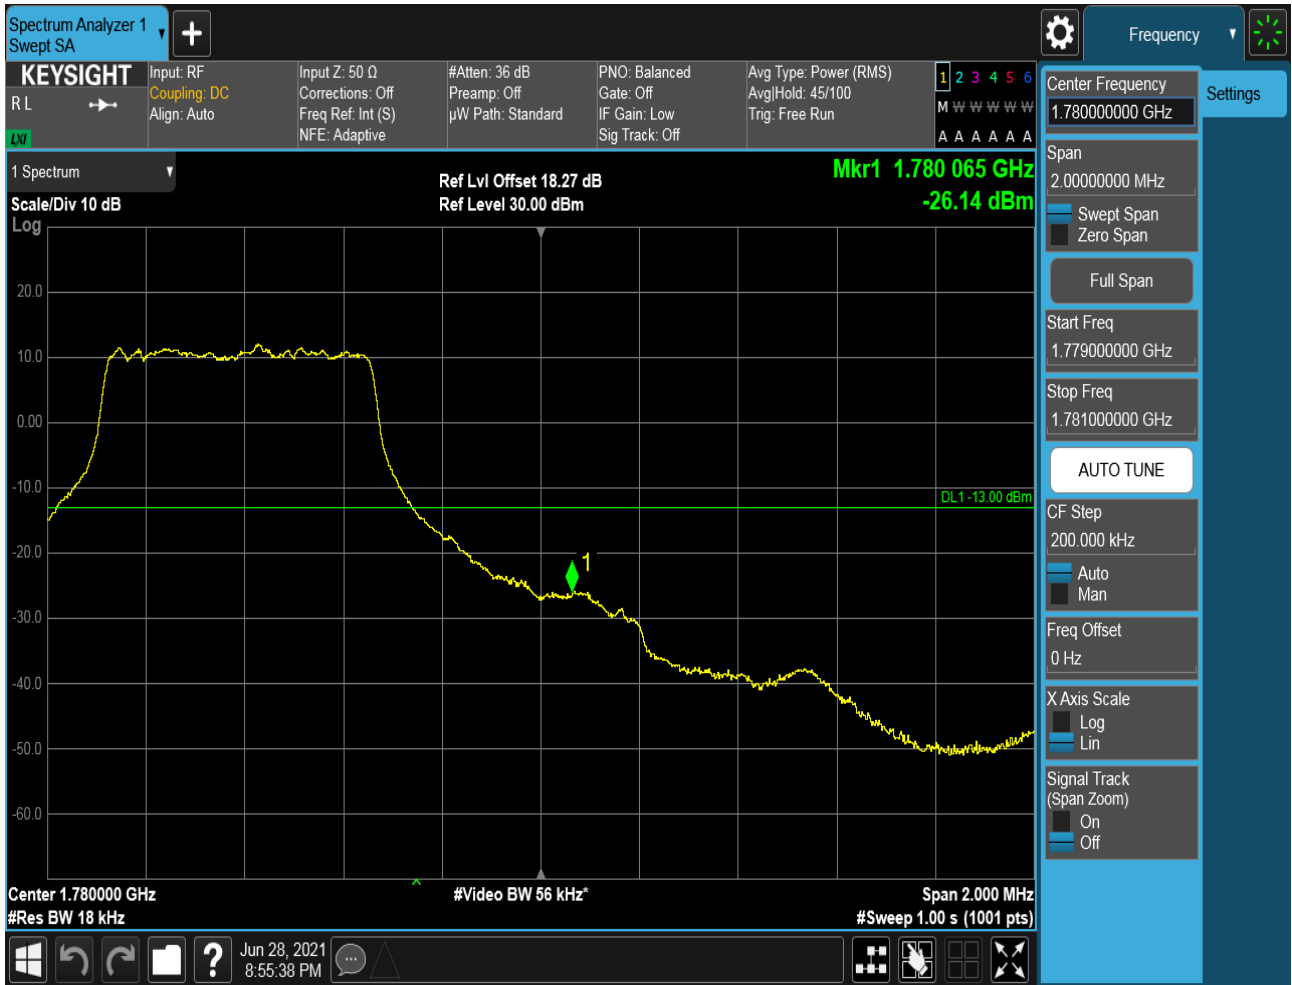 Spectrum Analyzer 1
Swept SA
Frequency
KEYSIGHT
R L
LXI
Input: RF
Coupling: DC
Align: Auto
Input Z: 50 Ω
Corrections: Off
Freq Ref: Int (S)
NFE: Adaptive
#Atten: 36 dB
Preamp: Off
µW Path: Standard
PNO: Balanced
Gate: Off
IF Gain: Low
Sig Track: Off
Avg Type: Power (RMS)
Avg|Hold: 45/100
Trig: Free Run
1 2 3 4 5 6
M W W W W W
A A A A A A
Center Frequency
1.780000000 GHz
Settings
Span
2.00000000 MHz
Swept Span
Zero Span
Full Span
Start Freq
1.779000000 GHz
Stop Freq
1.781000000 GHz
AUTO TUNE
CF Step
200.000 kHz
Auto
Man
Freq Offset
0 Hz
X Axis Scale
Log
Lin
Signal Track
(Span Zoom)
On
Off
1 Spectrum
Scale/Div 10 dB
Log
Ref Lvl Offset 18.27 dB
Ref Level 30.00 dBm
Mkr1 1.780 065 GHz
-26.14 dBm
20.0
10.0
0.00
-10.0
DL1 -13.00 dBm
-20.0
1
-30.0
-40.0
-50.0
-60.0
Center 1.780000 GHz
#Video BW 56 kHz*
Span 2.000 MHz
#Res BW 18 kHz
#Sweep 1.00 s (1001 pts)
?
Jun 28, 2021
8:55:38 PM